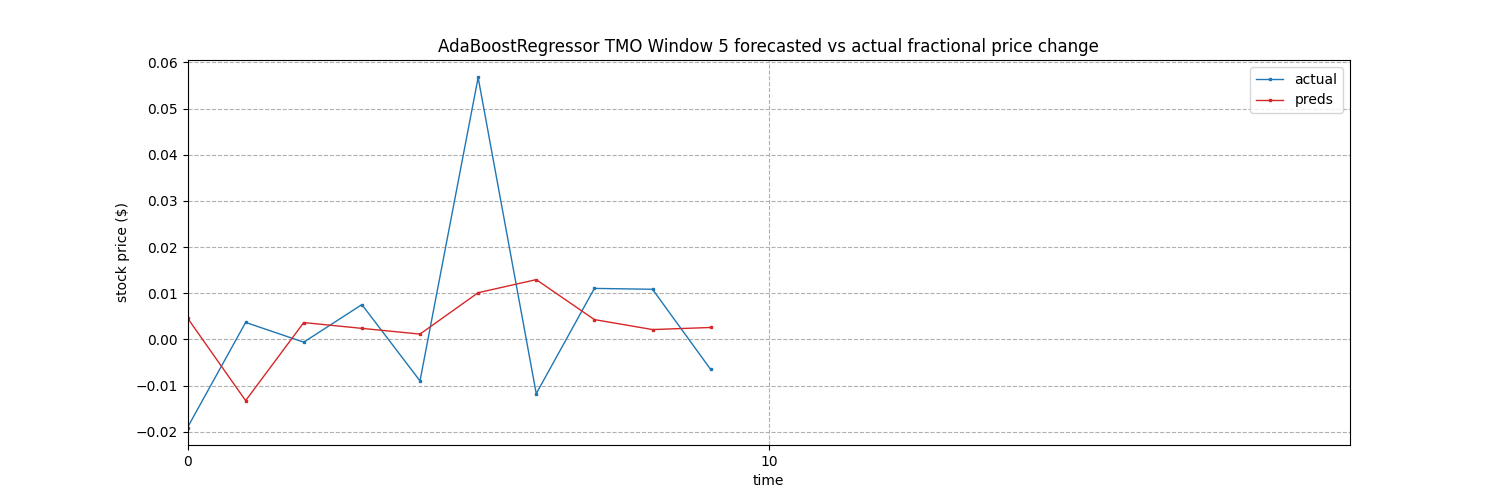 AdaBoostRegressor TMO Window 5 forecasted vs actual fractional price change
0.06
0.05
0.04
0.03
0.02
0.01
0.00
−0.01
−0.02
stock price ($)
actual
preds
0
10
time